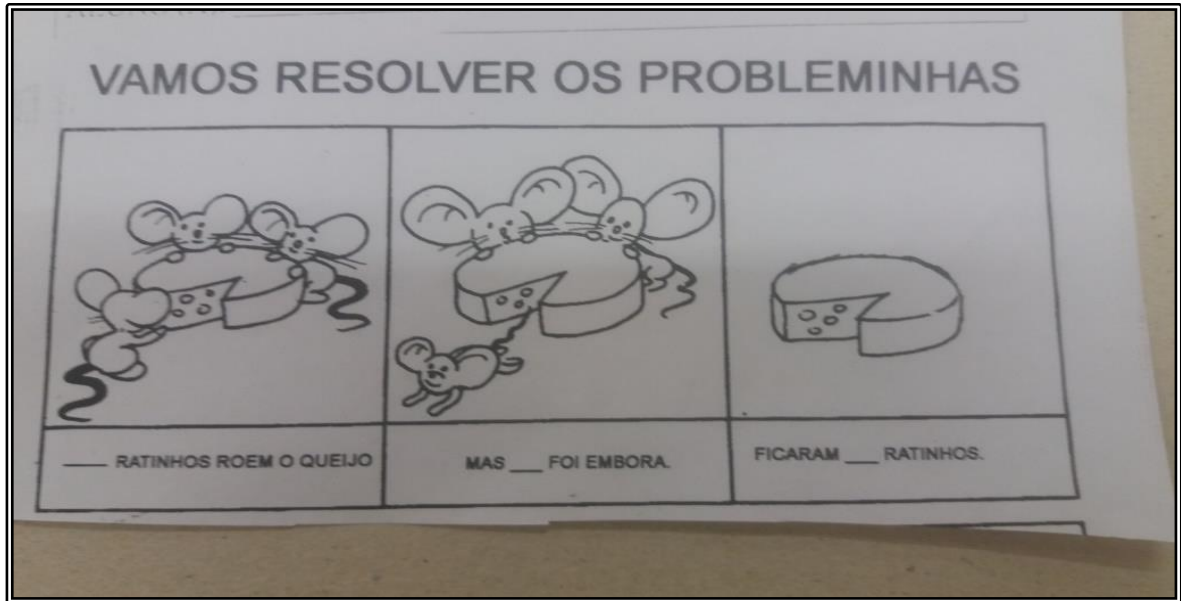 VAMOS RESOLVER OS PROBLEMINHAS
____ RATINHOS ROEM O QUEIJO
MAS ___ FOI EMBORA.
FICARAM ___ RATINHOS.